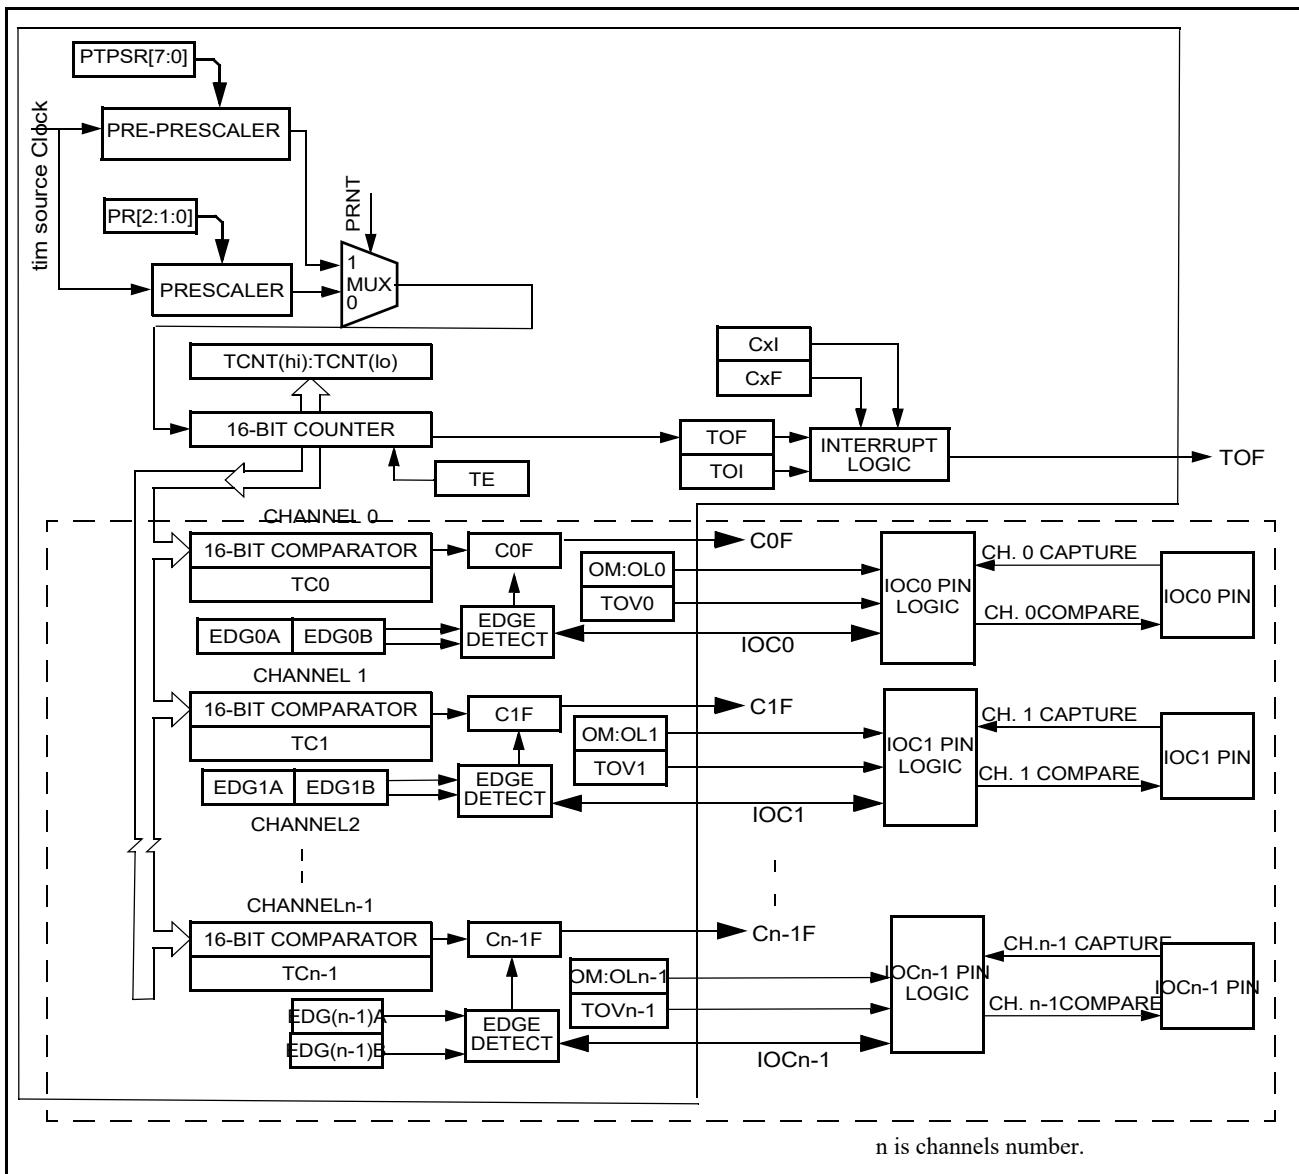 PTPSR[7:0]
tim source Clock
PRE-PRESCALER
PRNT
PR[2:1:0]
1
MUX
0
PRESCALER
TCNT(hi):TCNT(lo)
CxI
CxF
16-BIT COUNTER
TOF
TOI
INTERRUPT
LOGIC
TOF
TE
CHANNEL 0
16-BIT COMPARATOR
TC0
C0F
C0F
OM:OL0
TOV0
IOC0 PIN
LOGIC
CH. 0 CAPTURE
CH. 0COMPARE
IOC0 PIN
EDG0A
EDG0B
EDGE
DETECT
IOC0
CHANNEL 1
16-BIT COMPARATOR
TC1
C1F
C1F
OM:OL1
TOV1
IOC1 PIN
LOGIC
CH. 1 CAPTURE
CH. 1 COMPARE
IOC1 PIN
EDG1A
EDG1B
EDGE
DETECT
IOC1
CHANNEL2
CHANNELn-1
16-BIT COMPARATOR
TCn-1
Cn-1F
Cn-1F
OM:OLn-1
TOVn-1
IOCn-1 PIN
LOGIC
CH.n-1 CAPTURE
CH. n-1COMPARE
IOCn-1 PIN
EDG(n-1)A
EDG(n-1)B
EDGE
DETECT
IOCn-1
n is channels number.